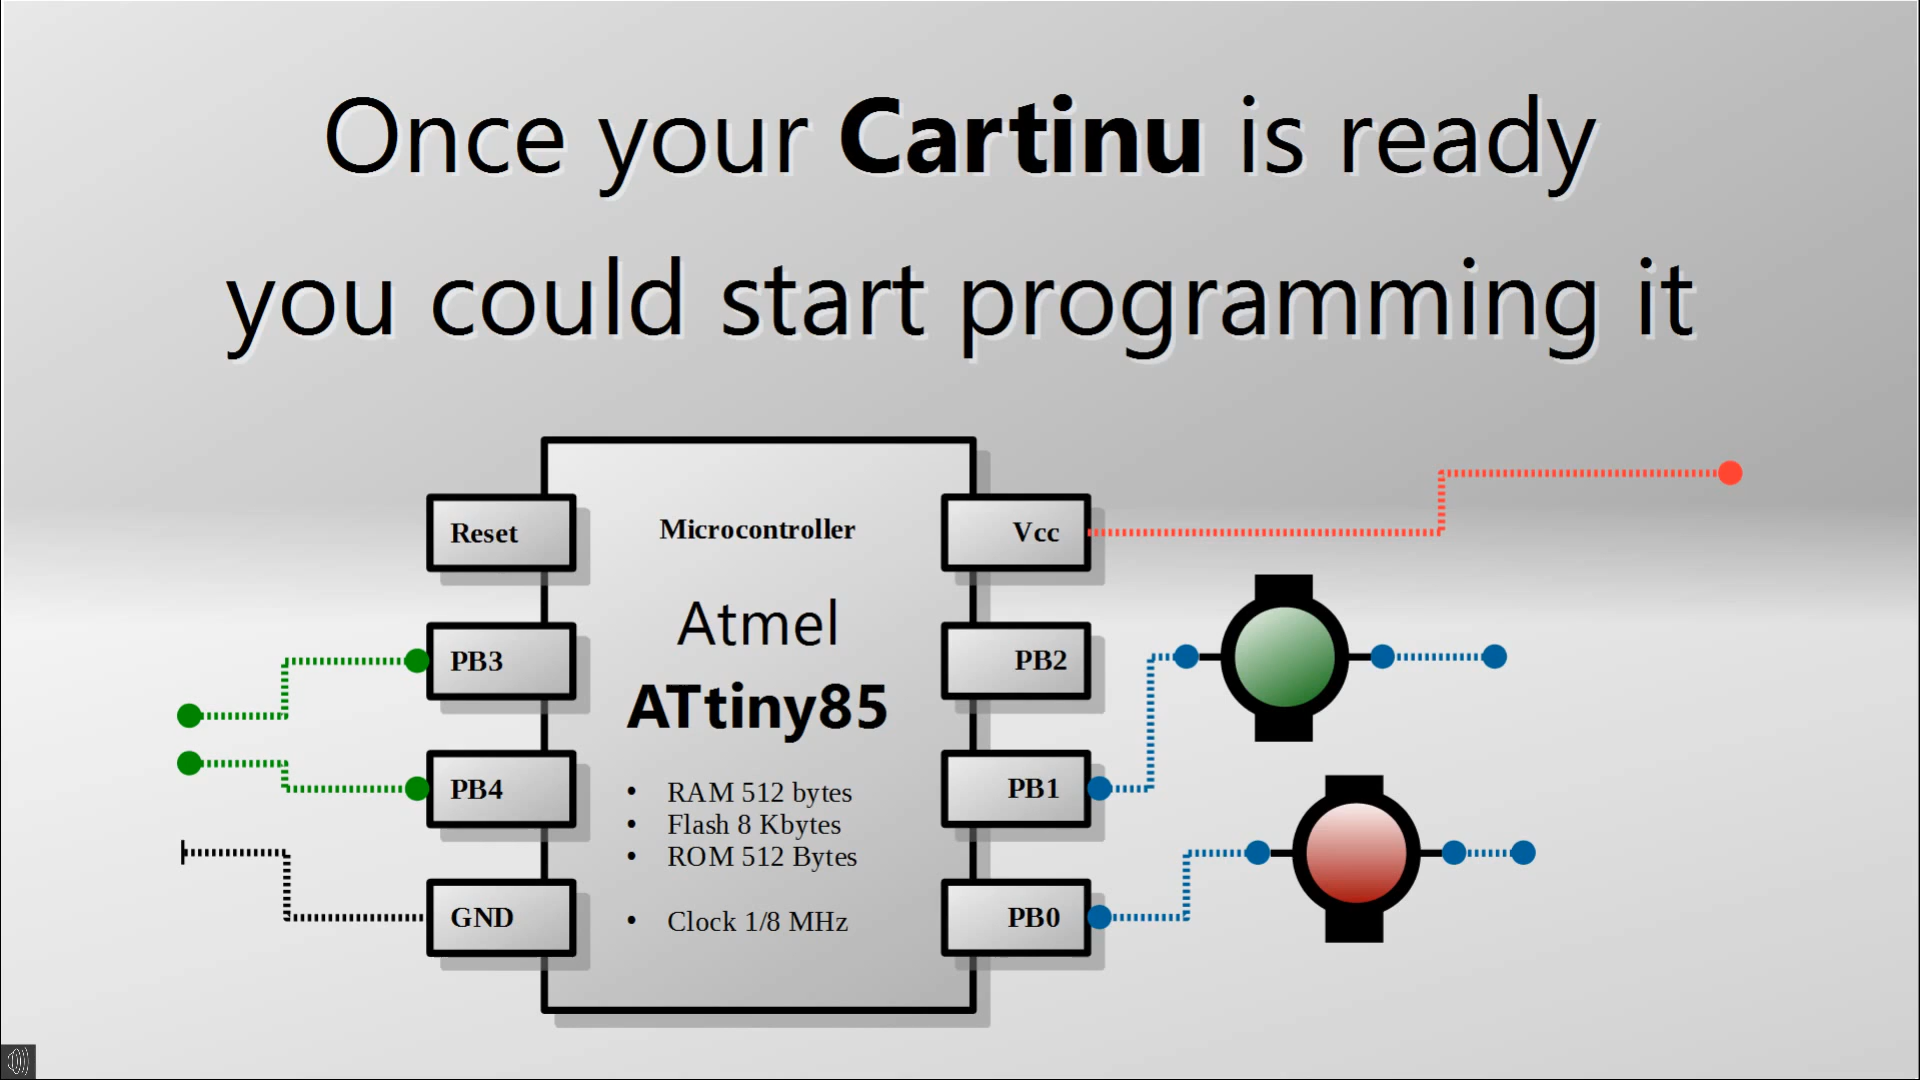 Once your Cartinu is ready
you could start programming it
Reset
Microcontroller
Vcc
Atmel
PB3
PB2
ATtiny85
PB4
PB1
• RAM 512 bytes
• Flash 8 Kbytes
• ROM 512 Bytes
GND
• Clock 1/8 MHz
PB0